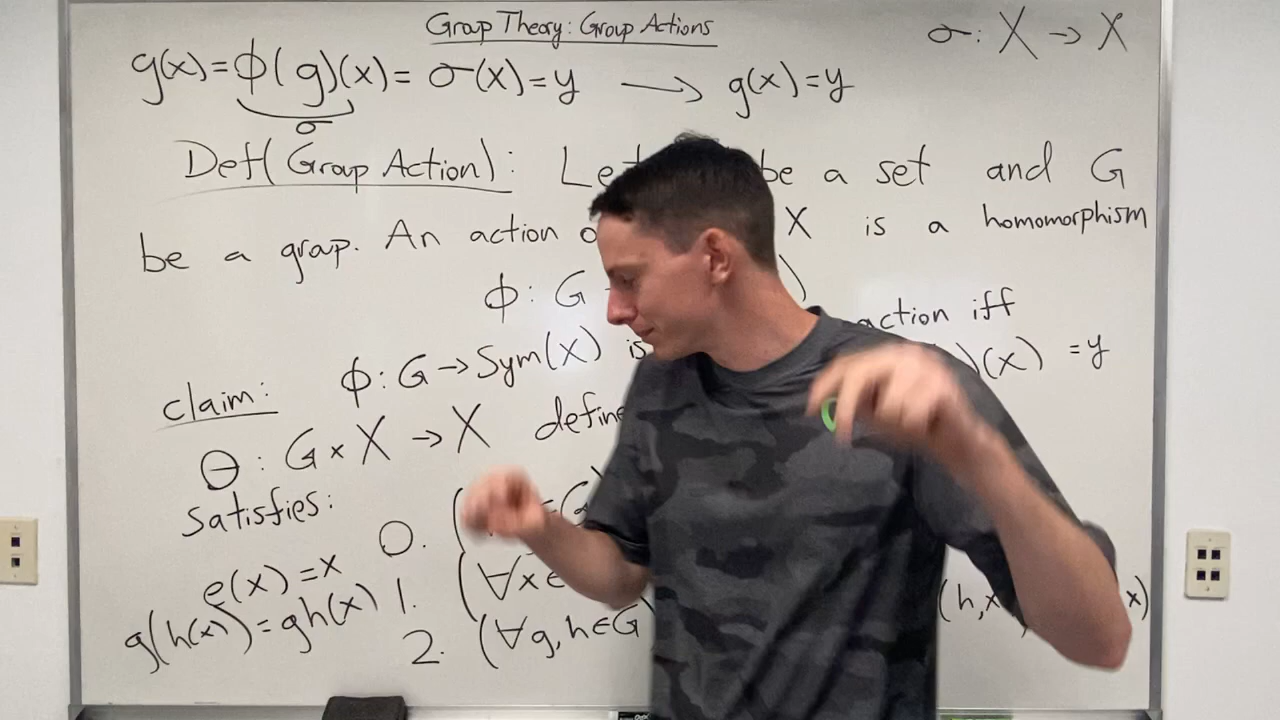 Group Theory: Group Actions
σ: X → X
g(x) = ϕ(g)(x) = σ(x) = y → g(x) = y
σ
Def(Group Action): Let be a set and G
be a group. An action X is a homomorphism
ϕ: G )
claim: ϕ: G → Sym(X) is action iff
)(x) = y
θ: G × X → X define
satisfies:
0. ( ∈G)
e(x) = x 1. (∀x∈
g(h(x)) = gh(x) 2. (∀g,h∈G) (h,x x)